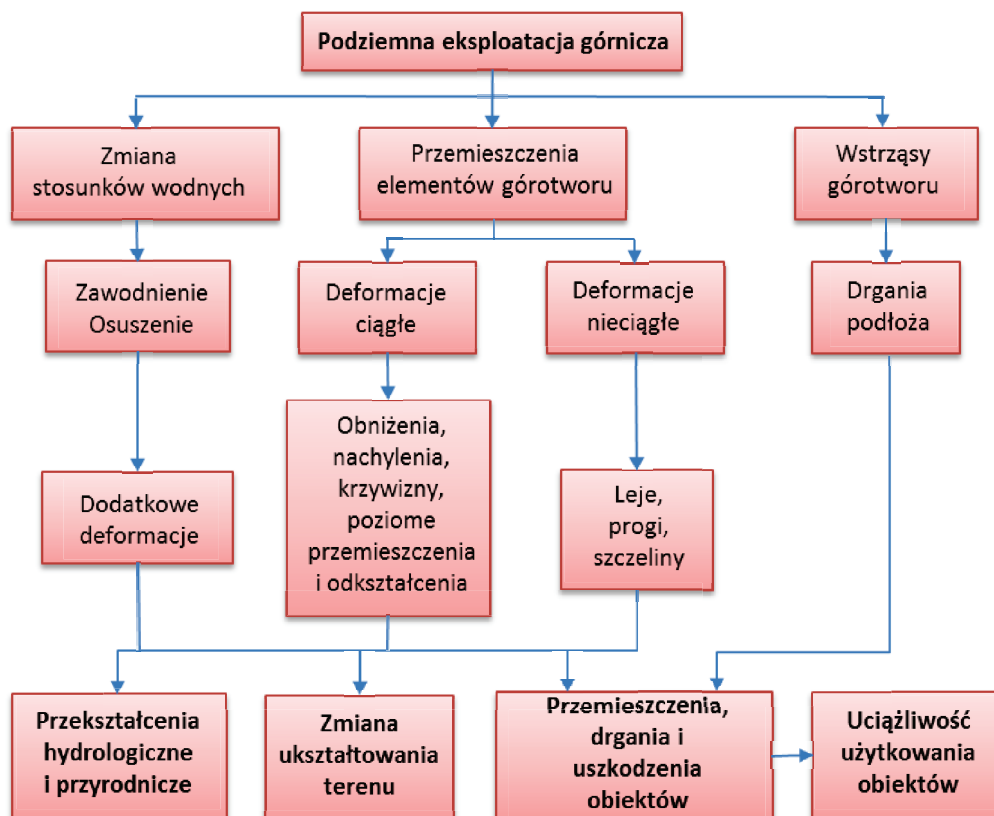 Podziemna eksploatacja górnicza
Zmiana
stosunków wodnych
Przemieszczenia
elementów górotworu
Wstrząsy
górotworu
Zawodnienie
Osuszenie
Deformacje
ciągłe
Deformacje
nieciągłe
Drgania
podłoża
Dodatkowe
deformacje
Obniżenia,
nachylenia,
krzywizny,
poziome
przemieszczenia
i odkształcenia
Leje,
progi,
szczeliny
Przekształcenia
hydrologiczne
i przyrodnicze
Zmiana
ukształtowania
terenu
Przemieszczenia,
drgania i
uszkodzenia
obiektów
Uciążliwość
użytkowania
obiektów